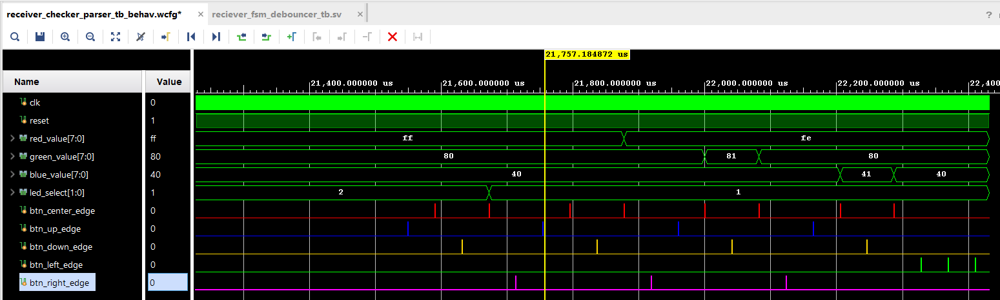 receiver_checker_parser_tb_behav.wcfg* × reciever_fsm_debouncer_tb.sv ×
?
21,757.184872 us
Name Value
21,400.000000 us 21,600.000000 us 21,800.000000 us 22,000.000000 us 22,200.000000 us 22,400
clk 0
reset 1
red_value[7:0] ff ff fe
green_value[7:0] 80 80 81 80
blue_value[7:0] 40 40 41 40
led_select[1:0] 1 2 1
btn_center_edge 0
btn_up_edge 0
btn_down_edge 0
btn_left_edge 0
btn_right_edge 0